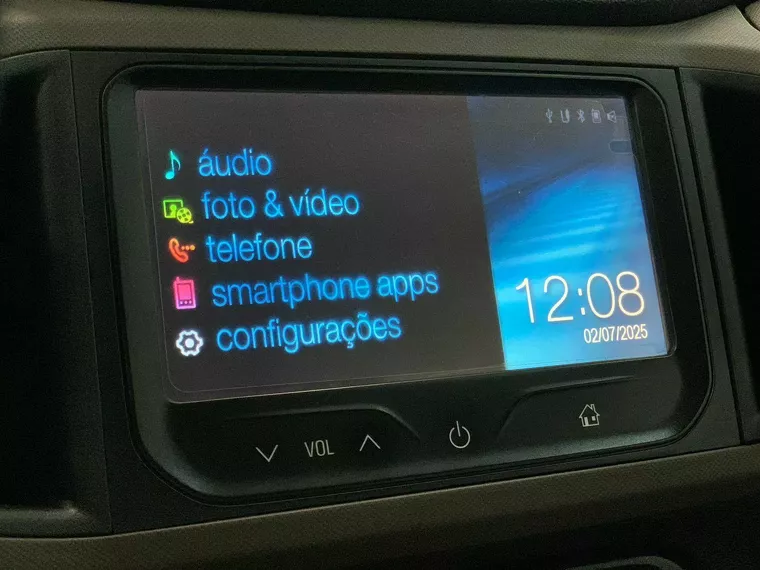 áudio
foto & vídeo
telefone
smartphone apps
configurações
12:08
02/07/2025
VOL